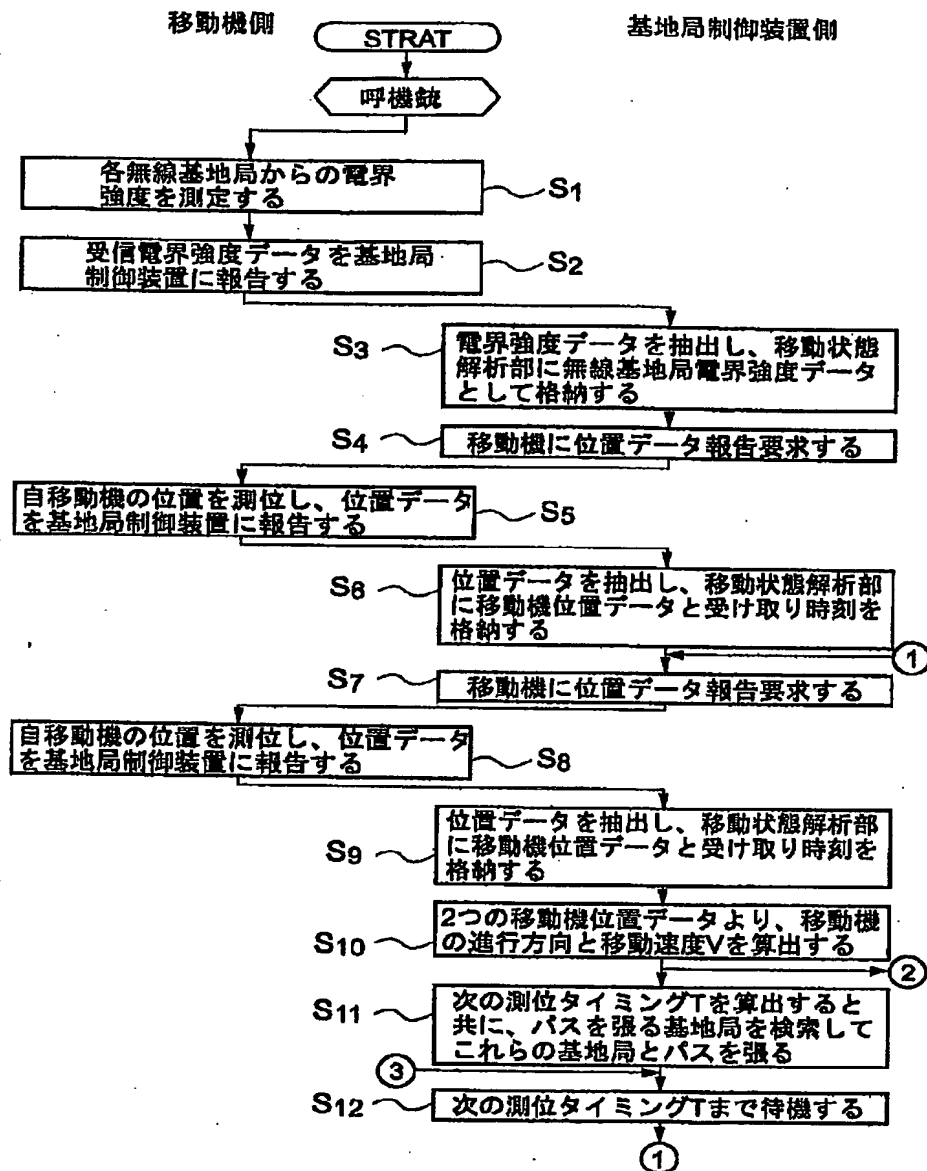 移動機側
基地局制御装置側
STRAT
呼機銃
各無線基地局からの電界
強度を測定する
S1
受信電界強度データを基地局
制御装置に報告する
S2
S3
電界強度データを抽出し、移動状態
解析部に無線基地局電界強度データ
として格納する
S4
移動機に位置データ報告要求する
自移動機の位置を測位し、位置データ
を基地局制御装置に報告する
S5
S6
位置データを抽出し、移動状態解析部
に移動機位置データと受け取り時刻を
格納する
1
S7
移動機に位置データ報告要求する
自移動機の位置を測位し、位置データ
を基地局制御装置に報告する
S8
S9
位置データを抽出し、移動状態解析部
に移動機位置データと受け取り時刻を
格納する
S10
2つの移動機位置データより、移動機
の進行方向と移動速度Vを算出する
2
S11
次の測位タイミングTを算出すると
共に、パスを張る基地局を検索して
これらの基地局とパスを張る
3
S12
次の測位タイミングTまで待機する
1